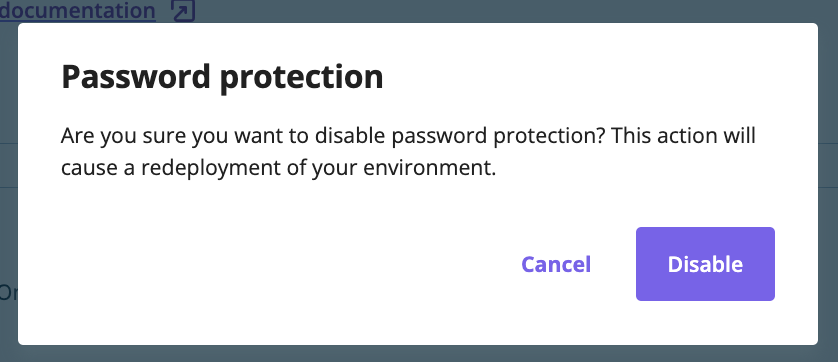 documentation
Password protection
Are you sure you want to disable password protection? This action will
cause a redeployment of your environment.
Cancel
Disable